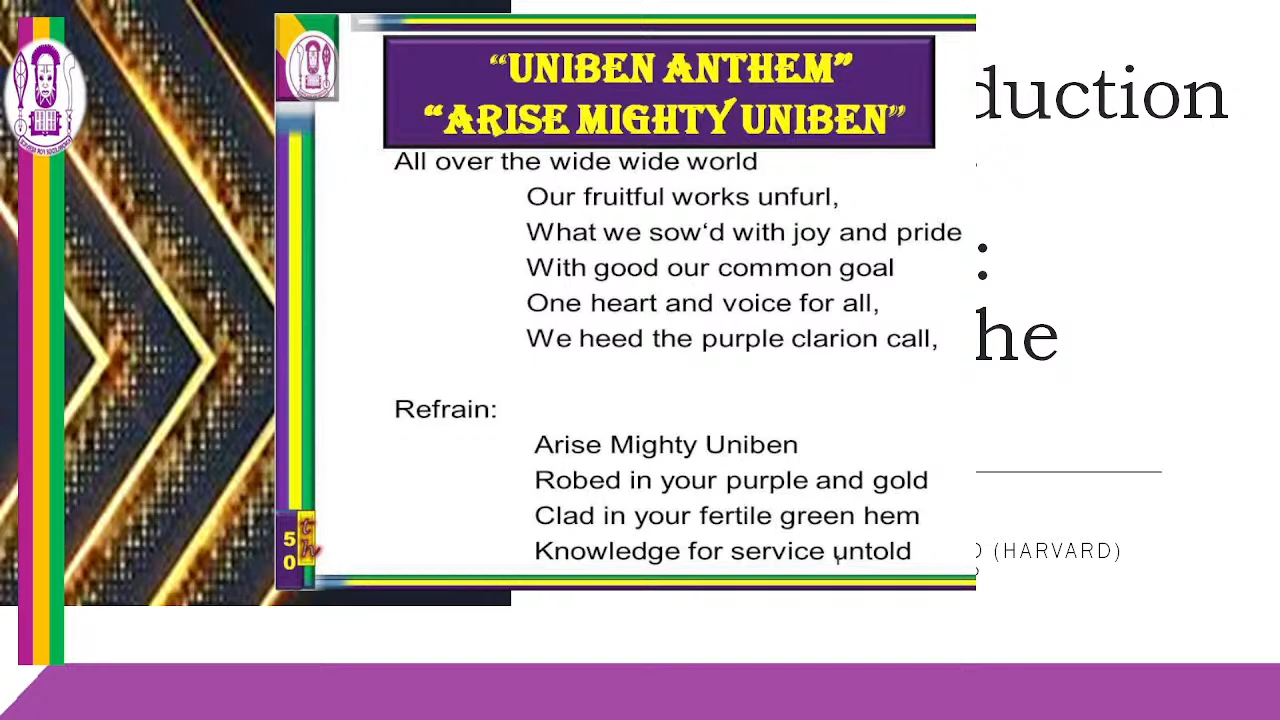 “UNIBEN ANTHEM”
“ARISE MIGHTY UNIBEN”
All over the wide wide world
Our fruitful works unfurl,
What we sow‘d with joy and pride
With good our common goal
One heart and voice for all,
We heed the purple clarion call,
Refrain:
Arise Mighty Uniben
Robed in your purple and gold
Clad in your fertile green hem
Knowledge for service untold
50
th
duction
:
he
(HARVARD)